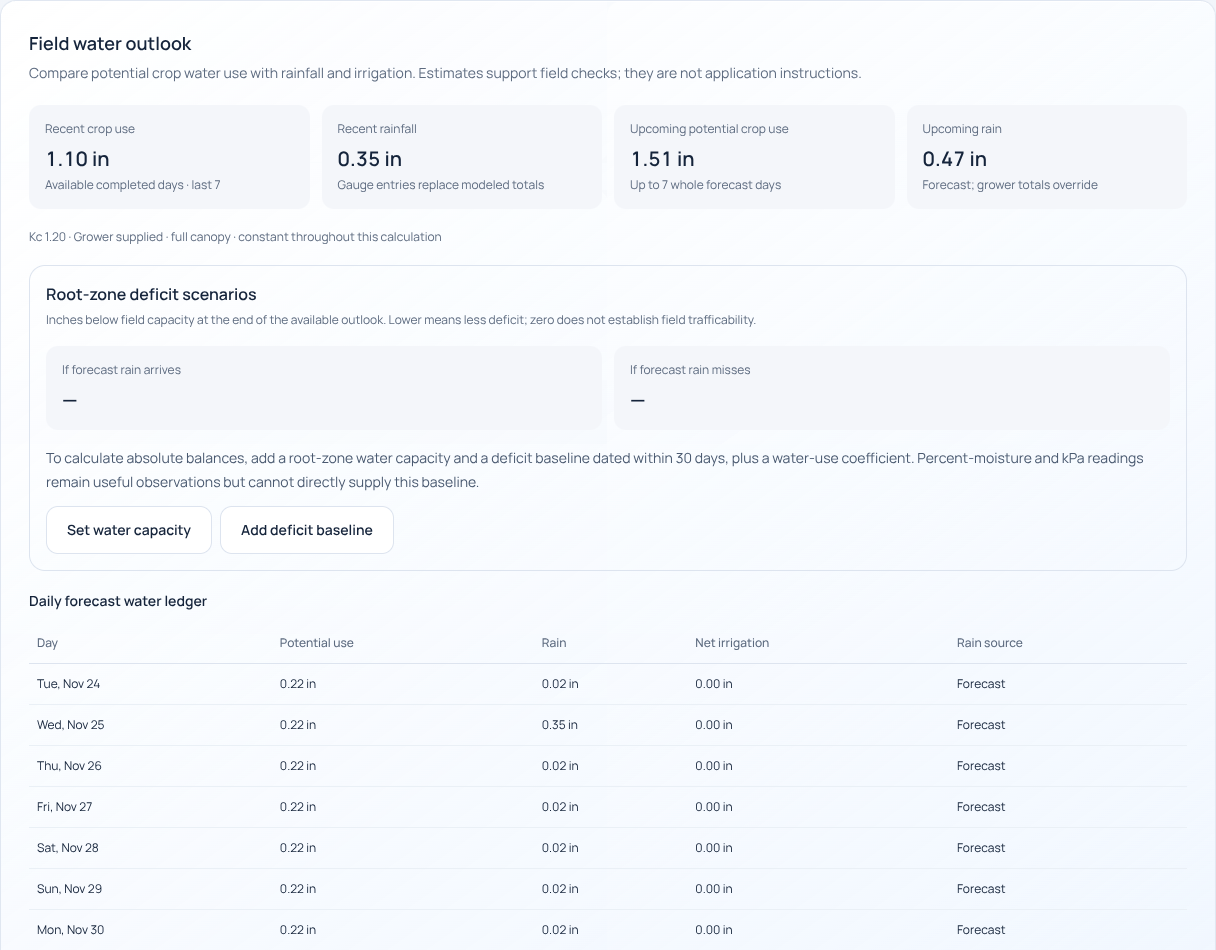 Field water outlook
Compare potential crop water use with rainfall and irrigation. Estimates support field checks; they are not application instructions.
Recent crop use
1.10 in
Available completed days · last 7
Recent rainfall
0.35 in
Gauge entries replace modeled totals
Upcoming potential crop use
1.51 in
Up to 7 whole forecast days
Upcoming rain
0.47 in
Forecast; grower totals override
Kc 1.20 · Grower supplied · full canopy · constant throughout this calculation
Root-zone deficit scenarios
Inches below field capacity at the end of the available outlook. Lower means less deficit; zero does not establish field trafficability.
If forecast rain arrives
—
If forecast rain misses
—
To calculate absolute balances, add a root-zone water capacity and a deficit baseline dated within 30 days, plus a water-use coefficient. Percent-moisture and kPa readings
remain useful observations but cannot directly supply this baseline.
Set water capacity
Add deficit baseline
Daily forecast water ledger
Day Potential use Rain Net irrigation Rain source
Tue, Nov 24 0.22 in 0.02 in 0.00 in Forecast
Wed, Nov 25 0.22 in 0.35 in 0.00 in Forecast
Thu, Nov 26 0.22 in 0.02 in 0.00 in Forecast
Fri, Nov 27 0.22 in 0.02 in 0.00 in Forecast
Sat, Nov 28 0.22 in 0.02 in 0.00 in Forecast
Sun, Nov 29 0.22 in 0.02 in 0.00 in Forecast
Mon, Nov 30 0.22 in 0.02 in 0.00 in Forecast